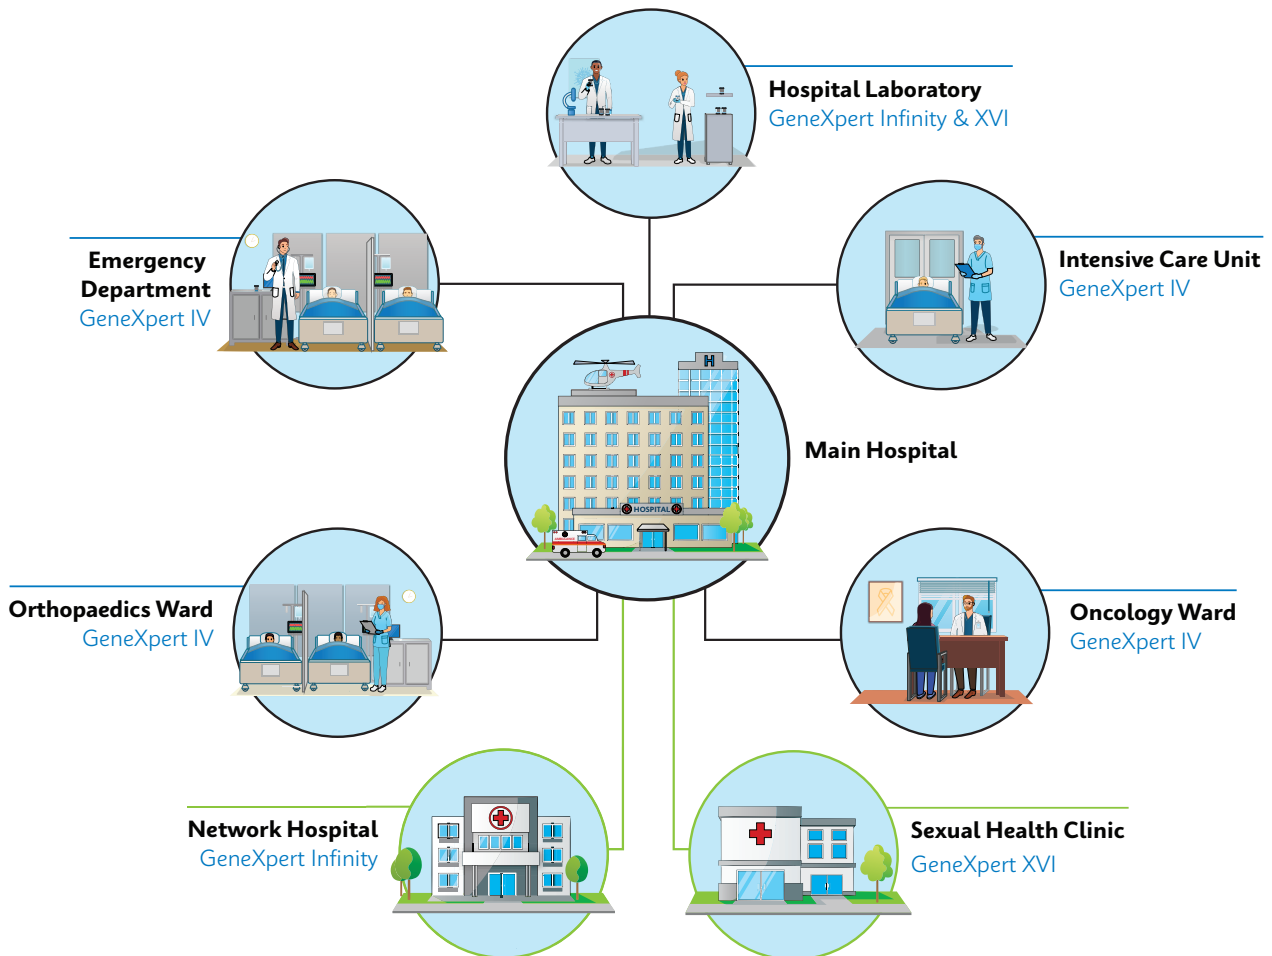 Hospital Laboratory
GeneXpert Infinity & XVI
Emergency
Department
GeneXpert IV
Intensive Care Unit
GeneXpert IV
H
Main Hospital
HOSPITAL
Orthopaedics Ward
GeneXpert IV
Oncology Ward
GeneXpert IV
Network Hospital
GeneXpert Infinity
Sexual Health Clinic
GeneXpert XVI